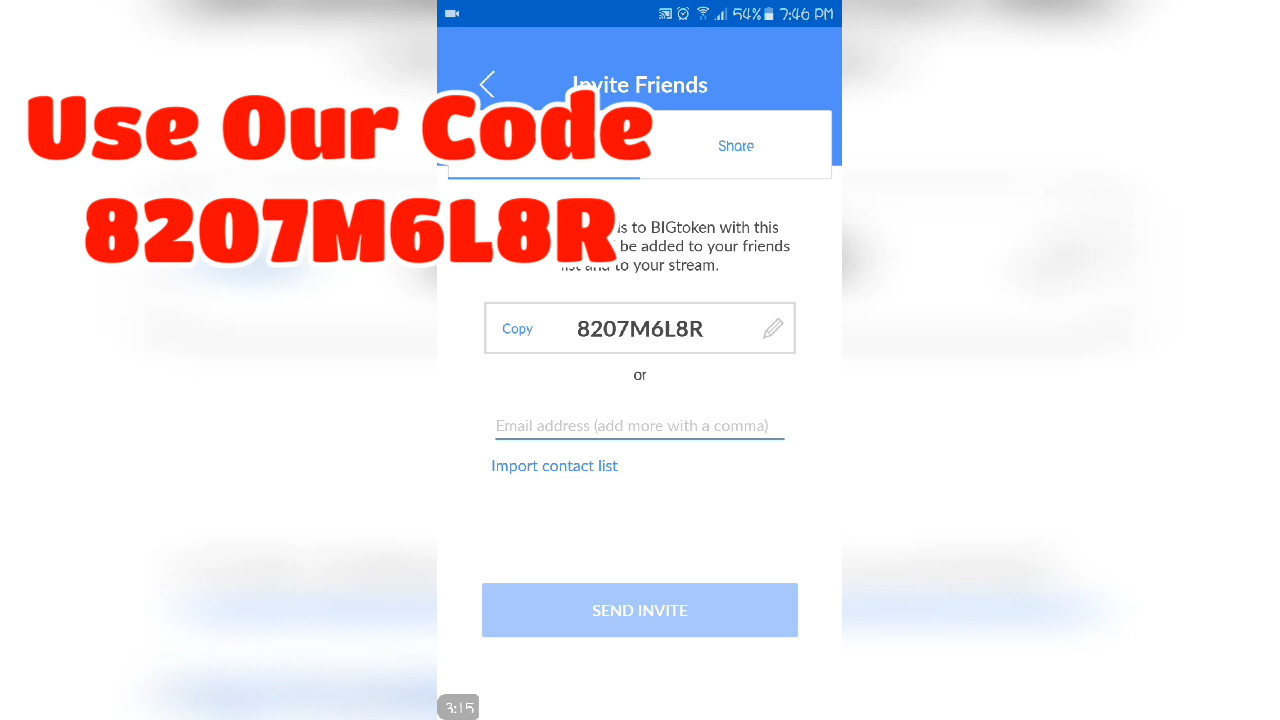 54% 7:46 PM
Invite Friends
Use Our Code
Share
8207M6L8R
to BIGtoken with this
be added to your friends
list and to your stream.
Copy 8207M6L8R
or
Email address (add more with a comma)
Import contact list
SEND INVITE
3:15